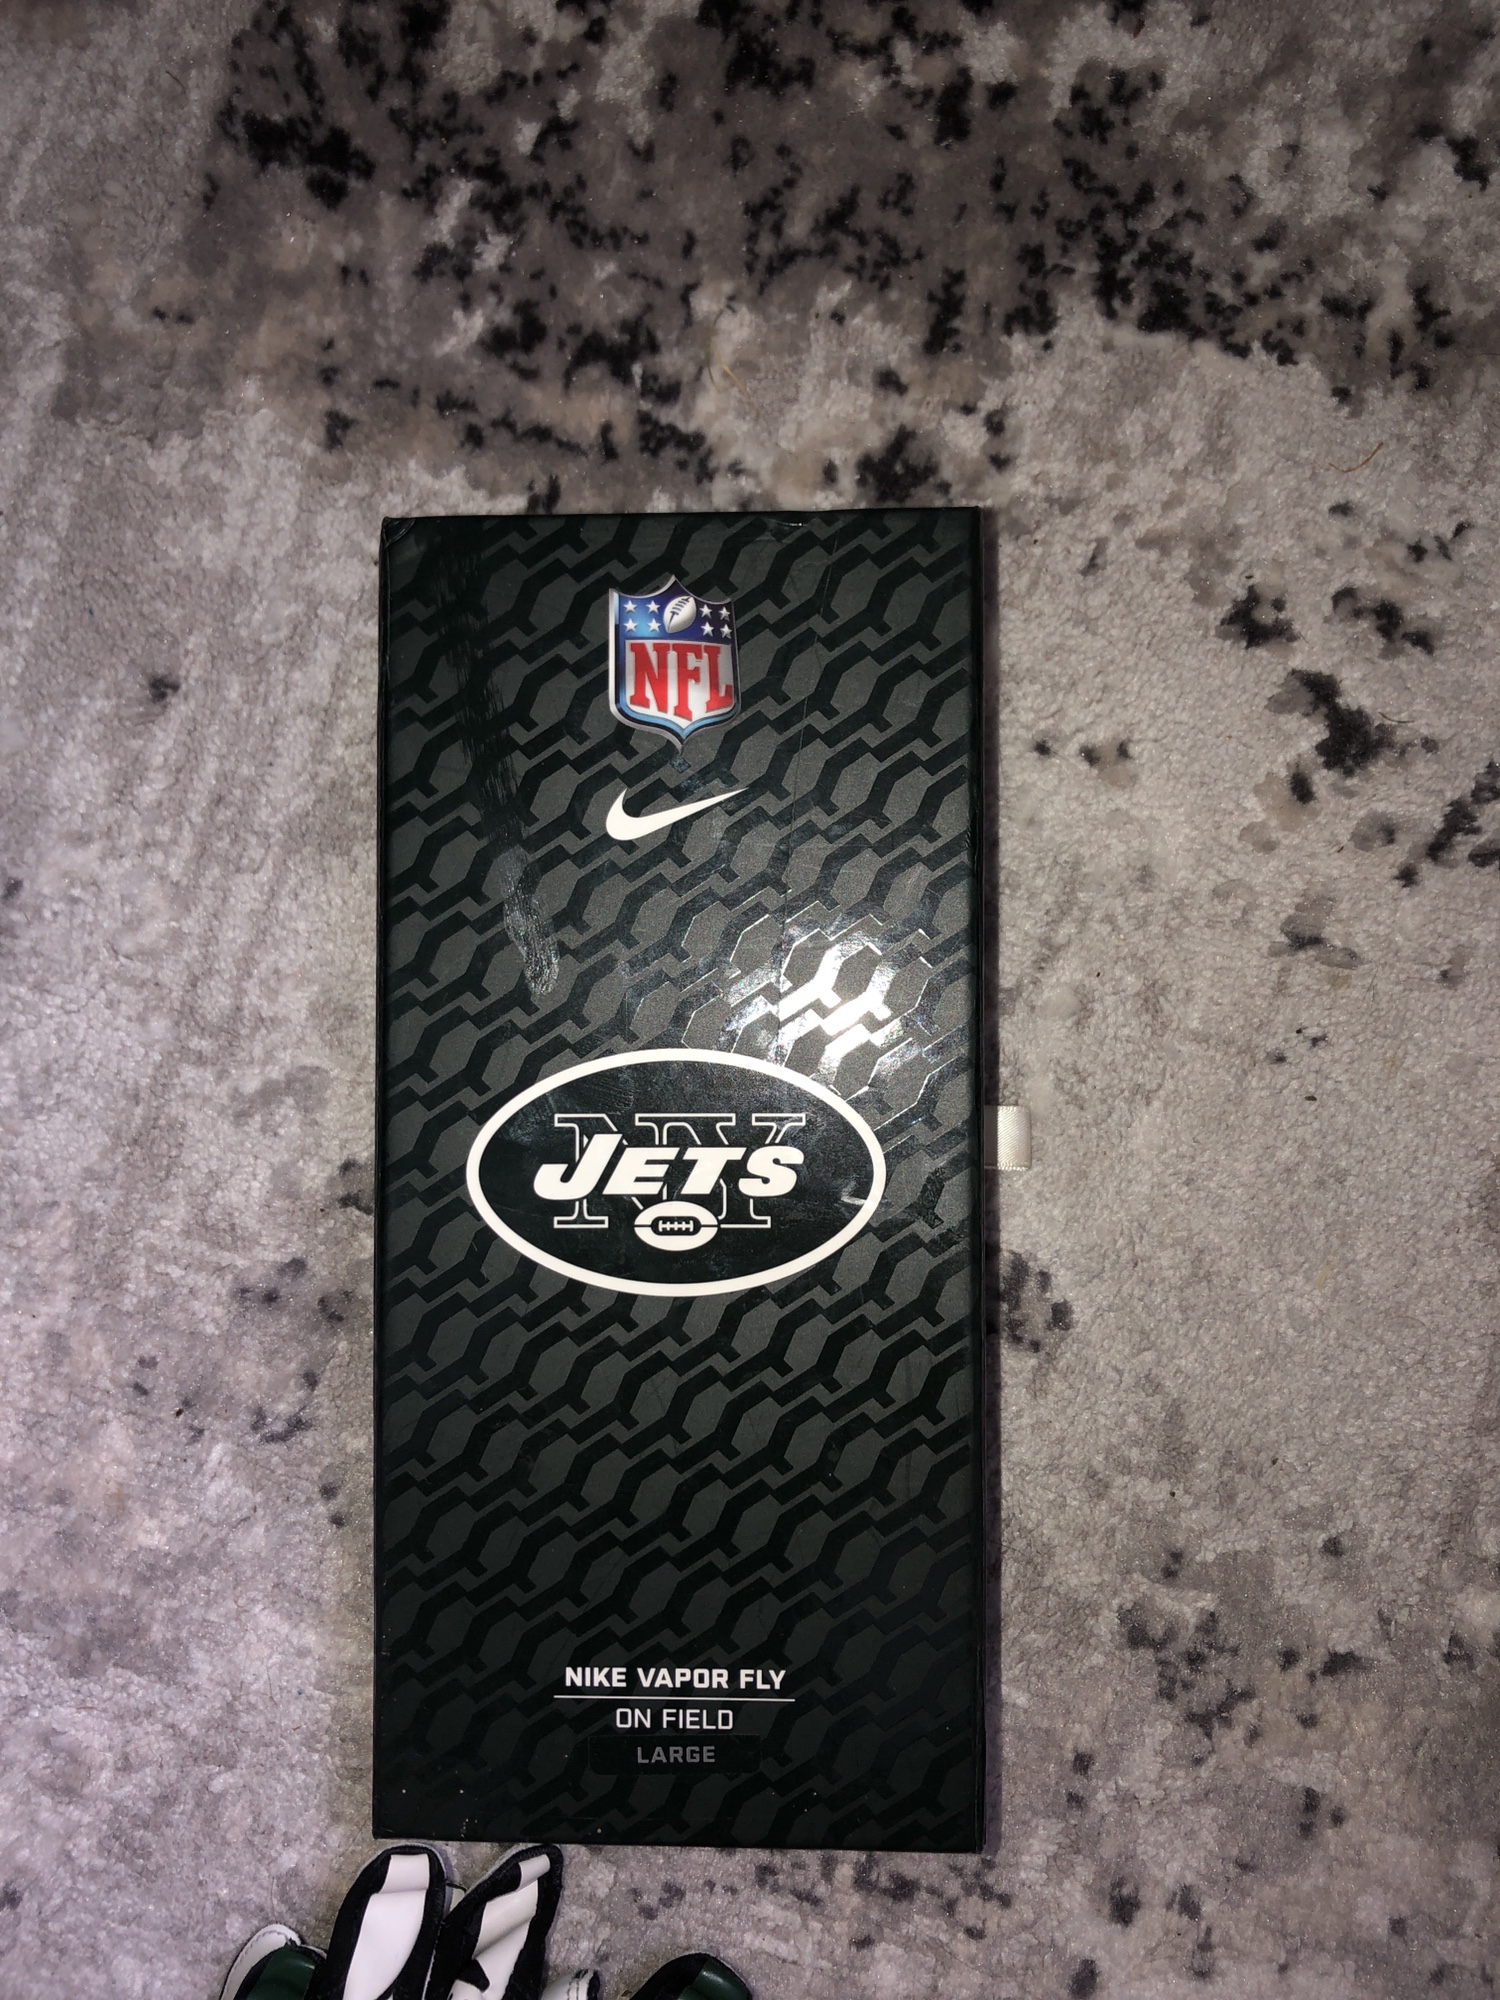 NFL
NY
JETS
NIKE VAPOR FLY
ON FIELD
LARGE